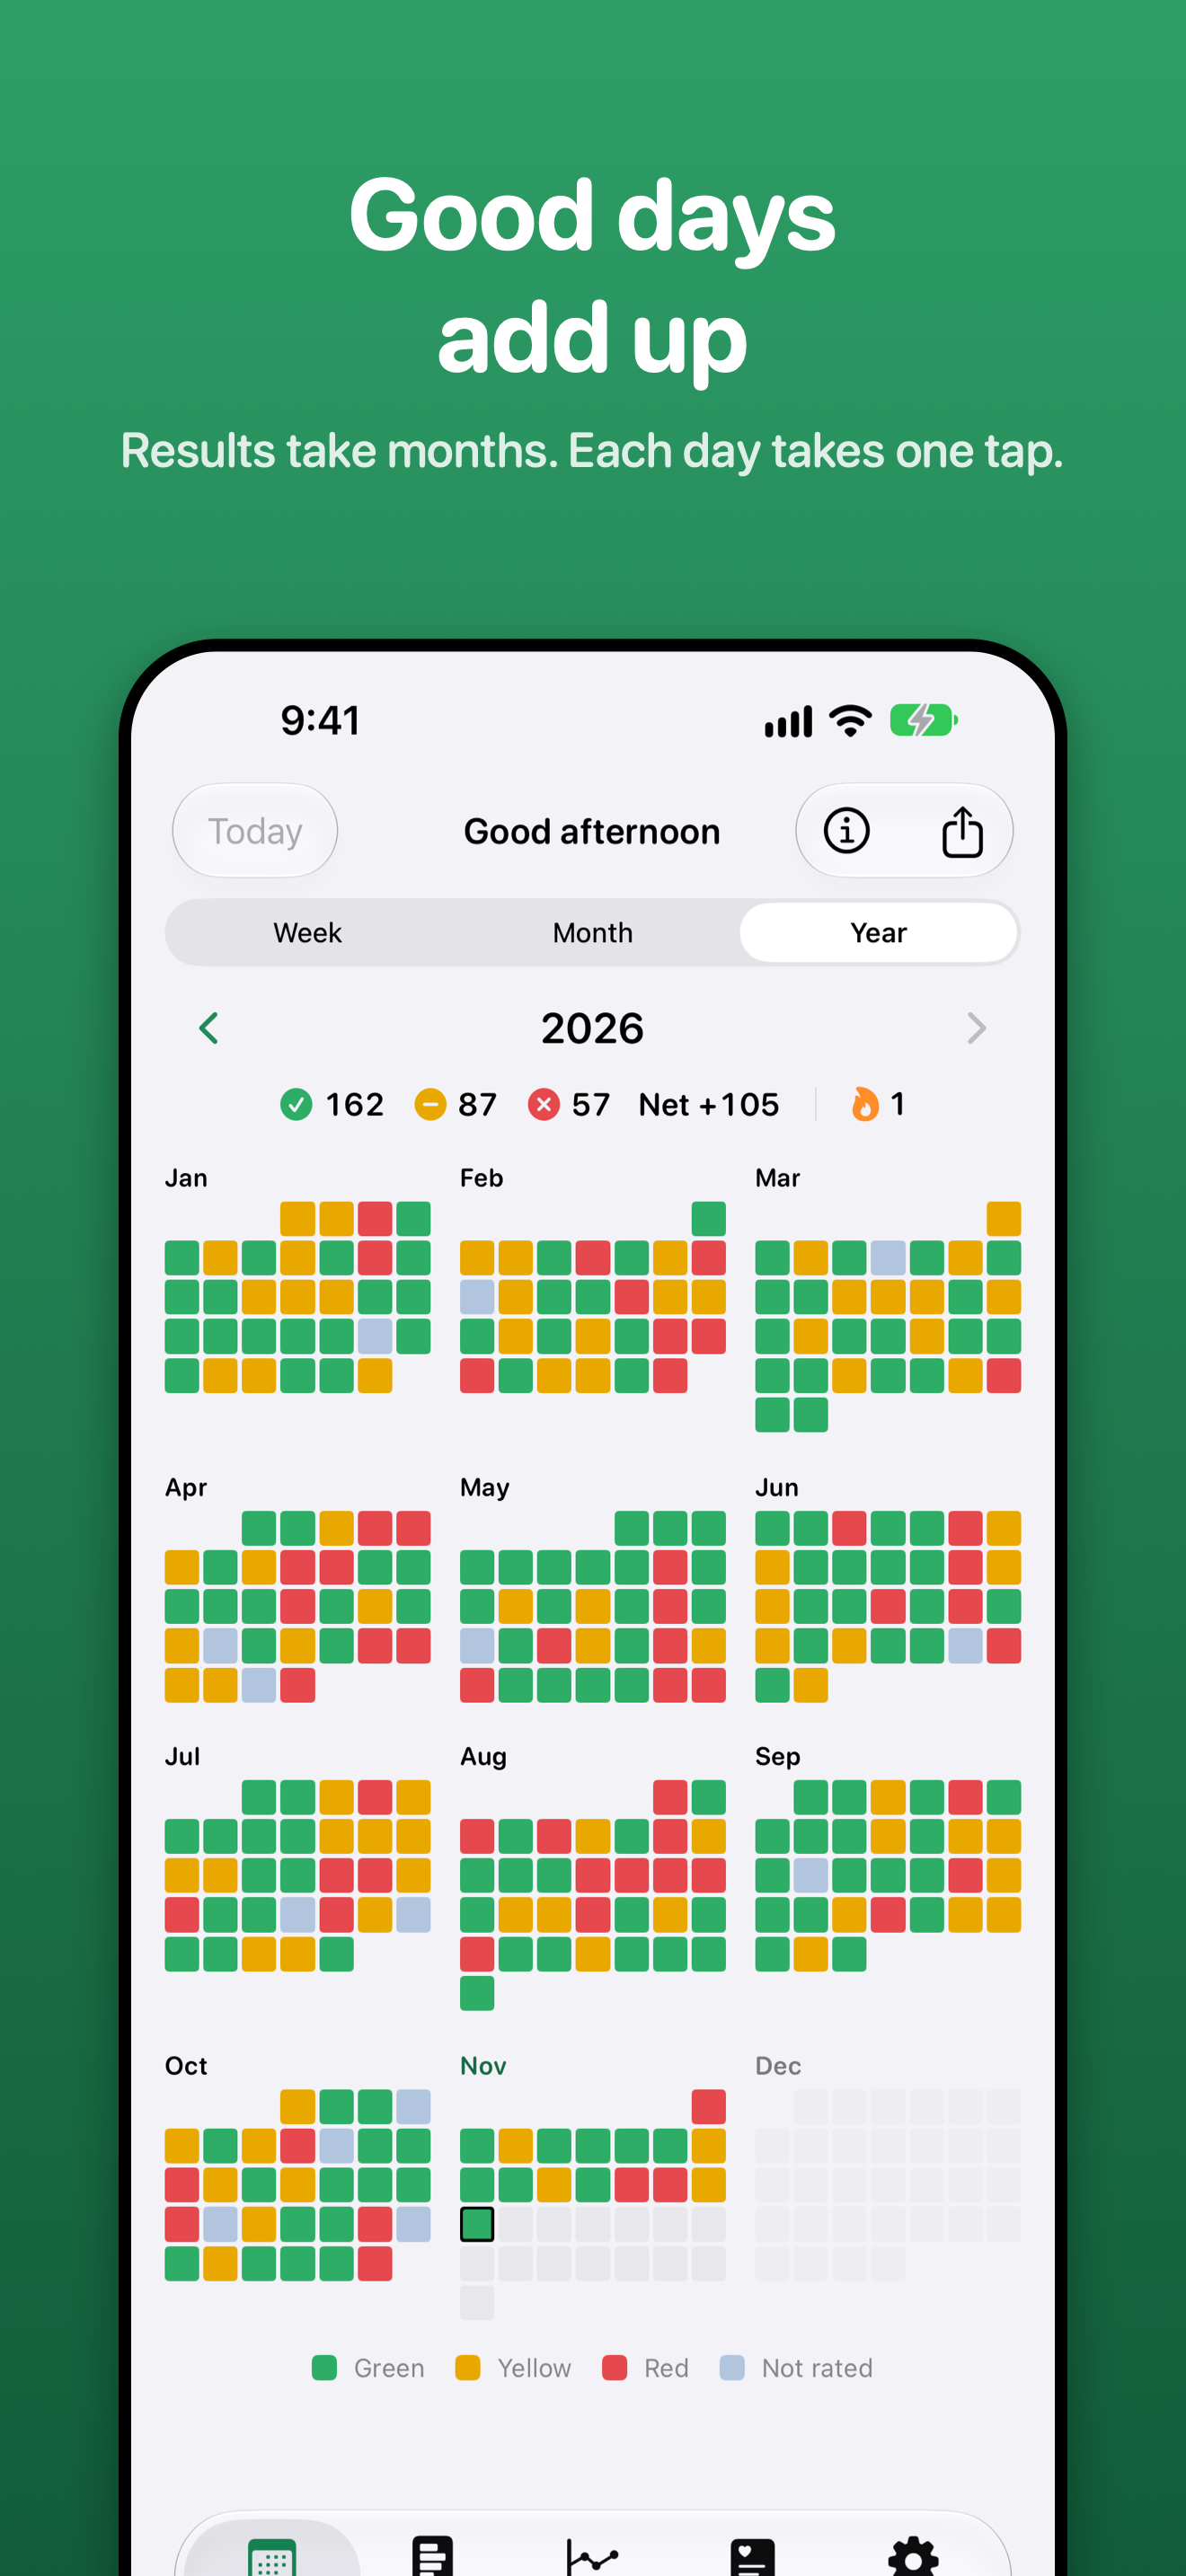 Good days
add up
Results take months. Each day takes one tap.
9:41
Today
Good afternoon
Week
Month
Year
2026
162
87
57
Net +105
1
Jan
Feb
Mar
Apr
May
Jun
Jul
Aug
Sep
Oct
Nov
Dec
Green
Yellow
Red
Not rated